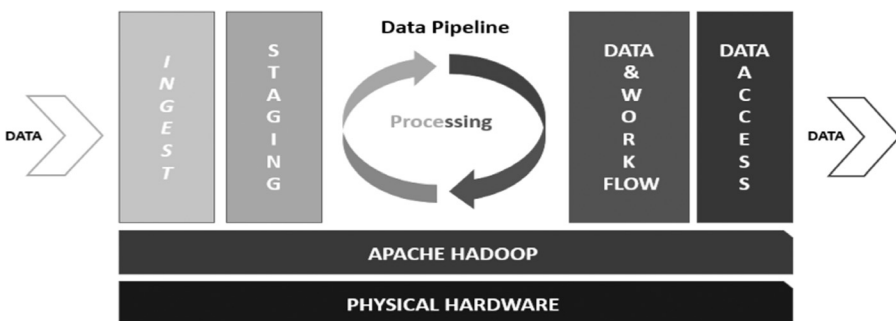 Data Pipeline
DATA
INGEST
STAGING
Processing
DATA
&
WORK
FLOW
DATA
ACCESS
DATA
APACHE HADOOP
PHYSICAL HARDWARE